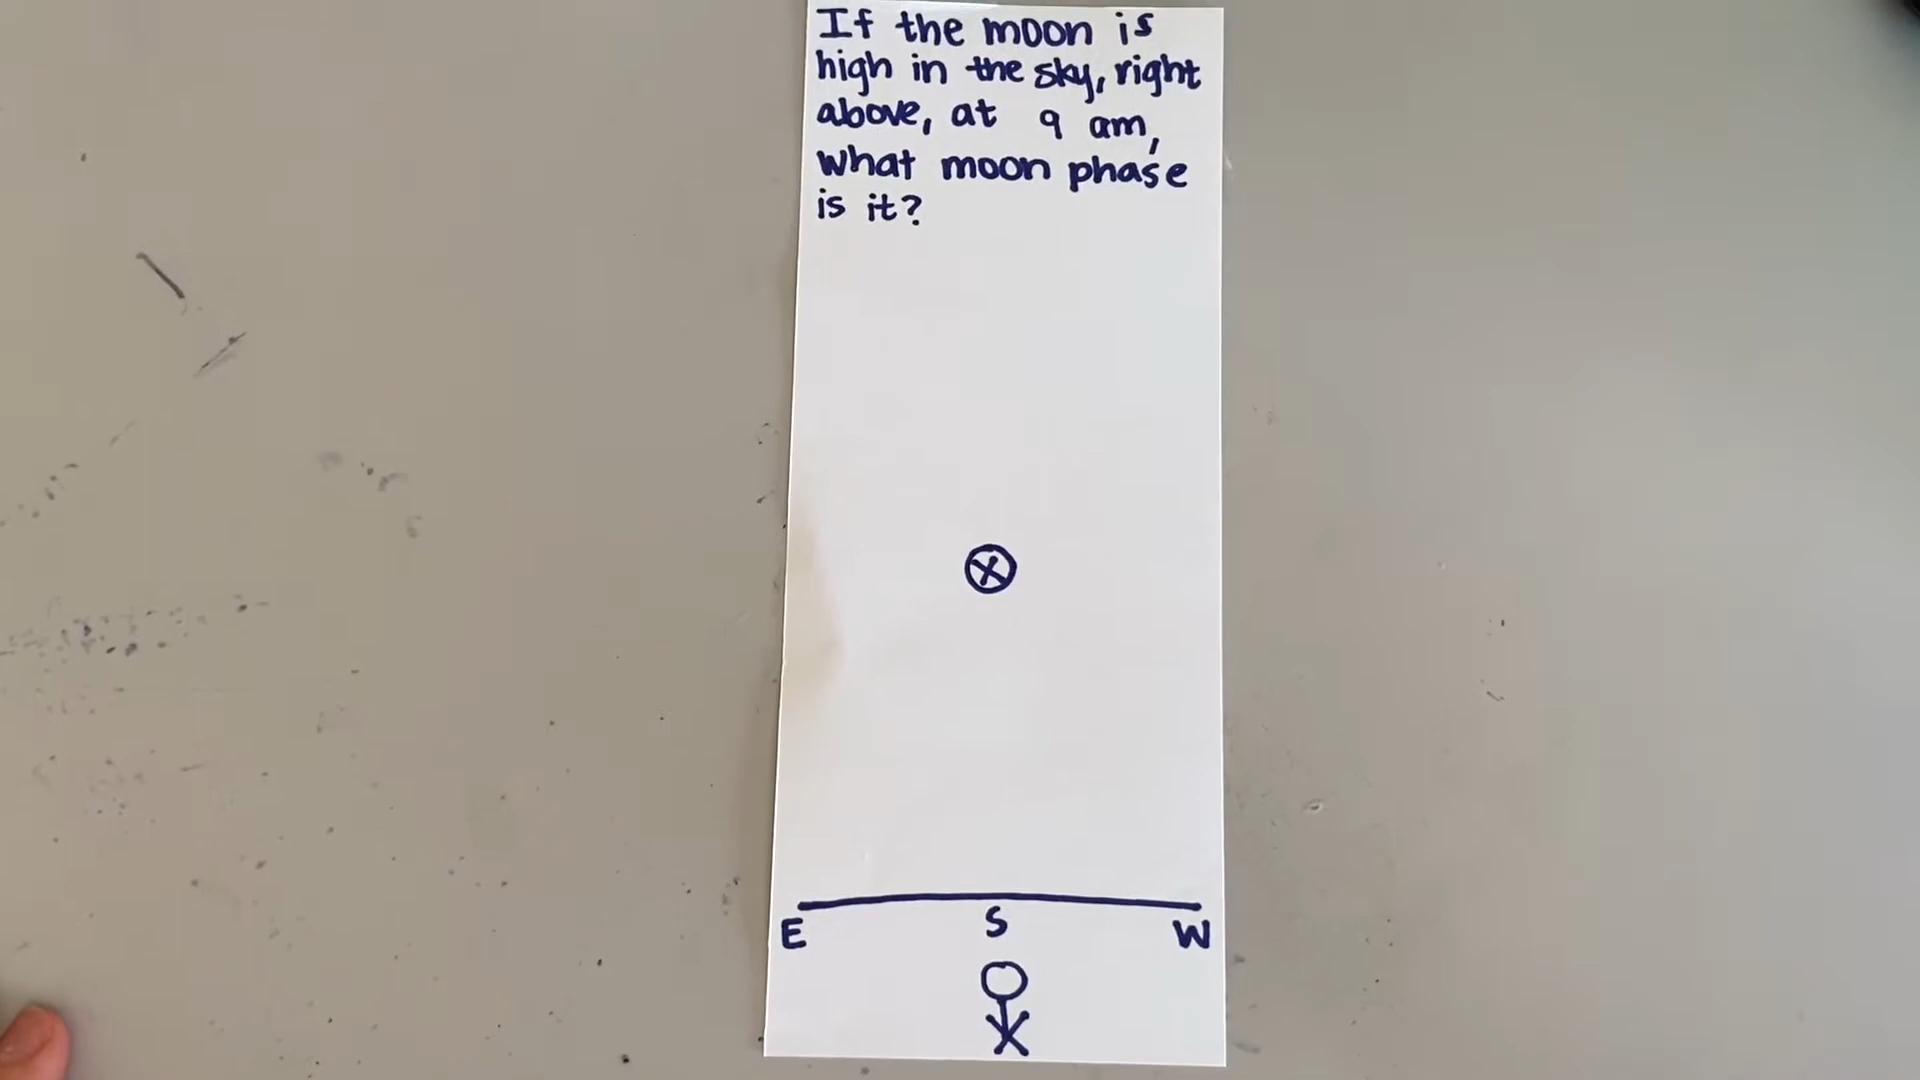 If the moon is
high in the sky, right
above, at 9 am,
what moon phase
is it?
E S W